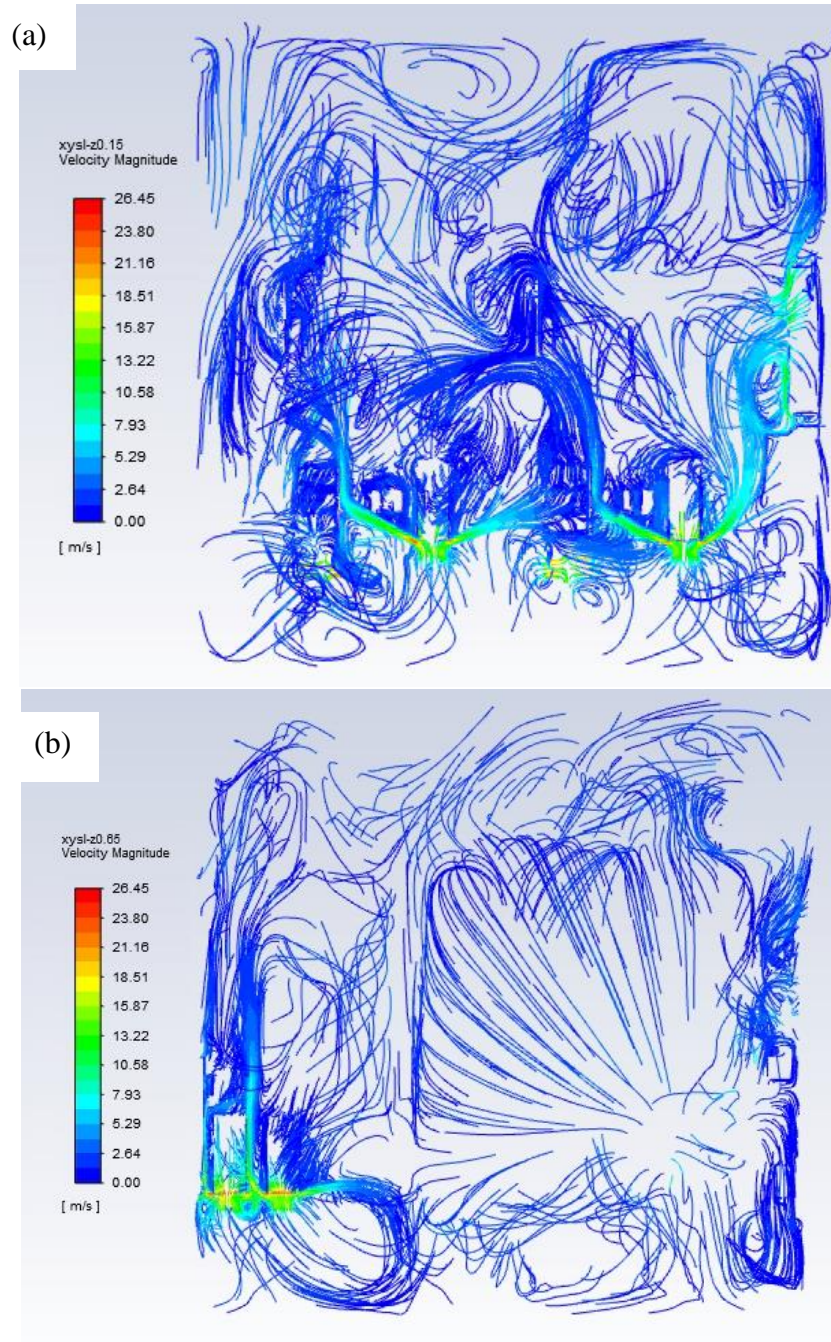 (a)
xysl-z0.15
Velocity Magnitude
26.45
23.80
21.16
18.51
15.87
13.22
10.58
7.93
5.29
2.64
0.00
[ m/s ]
(b)
xysl-z0.65
Velocity Magnitude
26.45
23.80
21.16
18.51
15.87
13.22
10.58
7.93
5.29
2.64
0.00
[ m/s ]